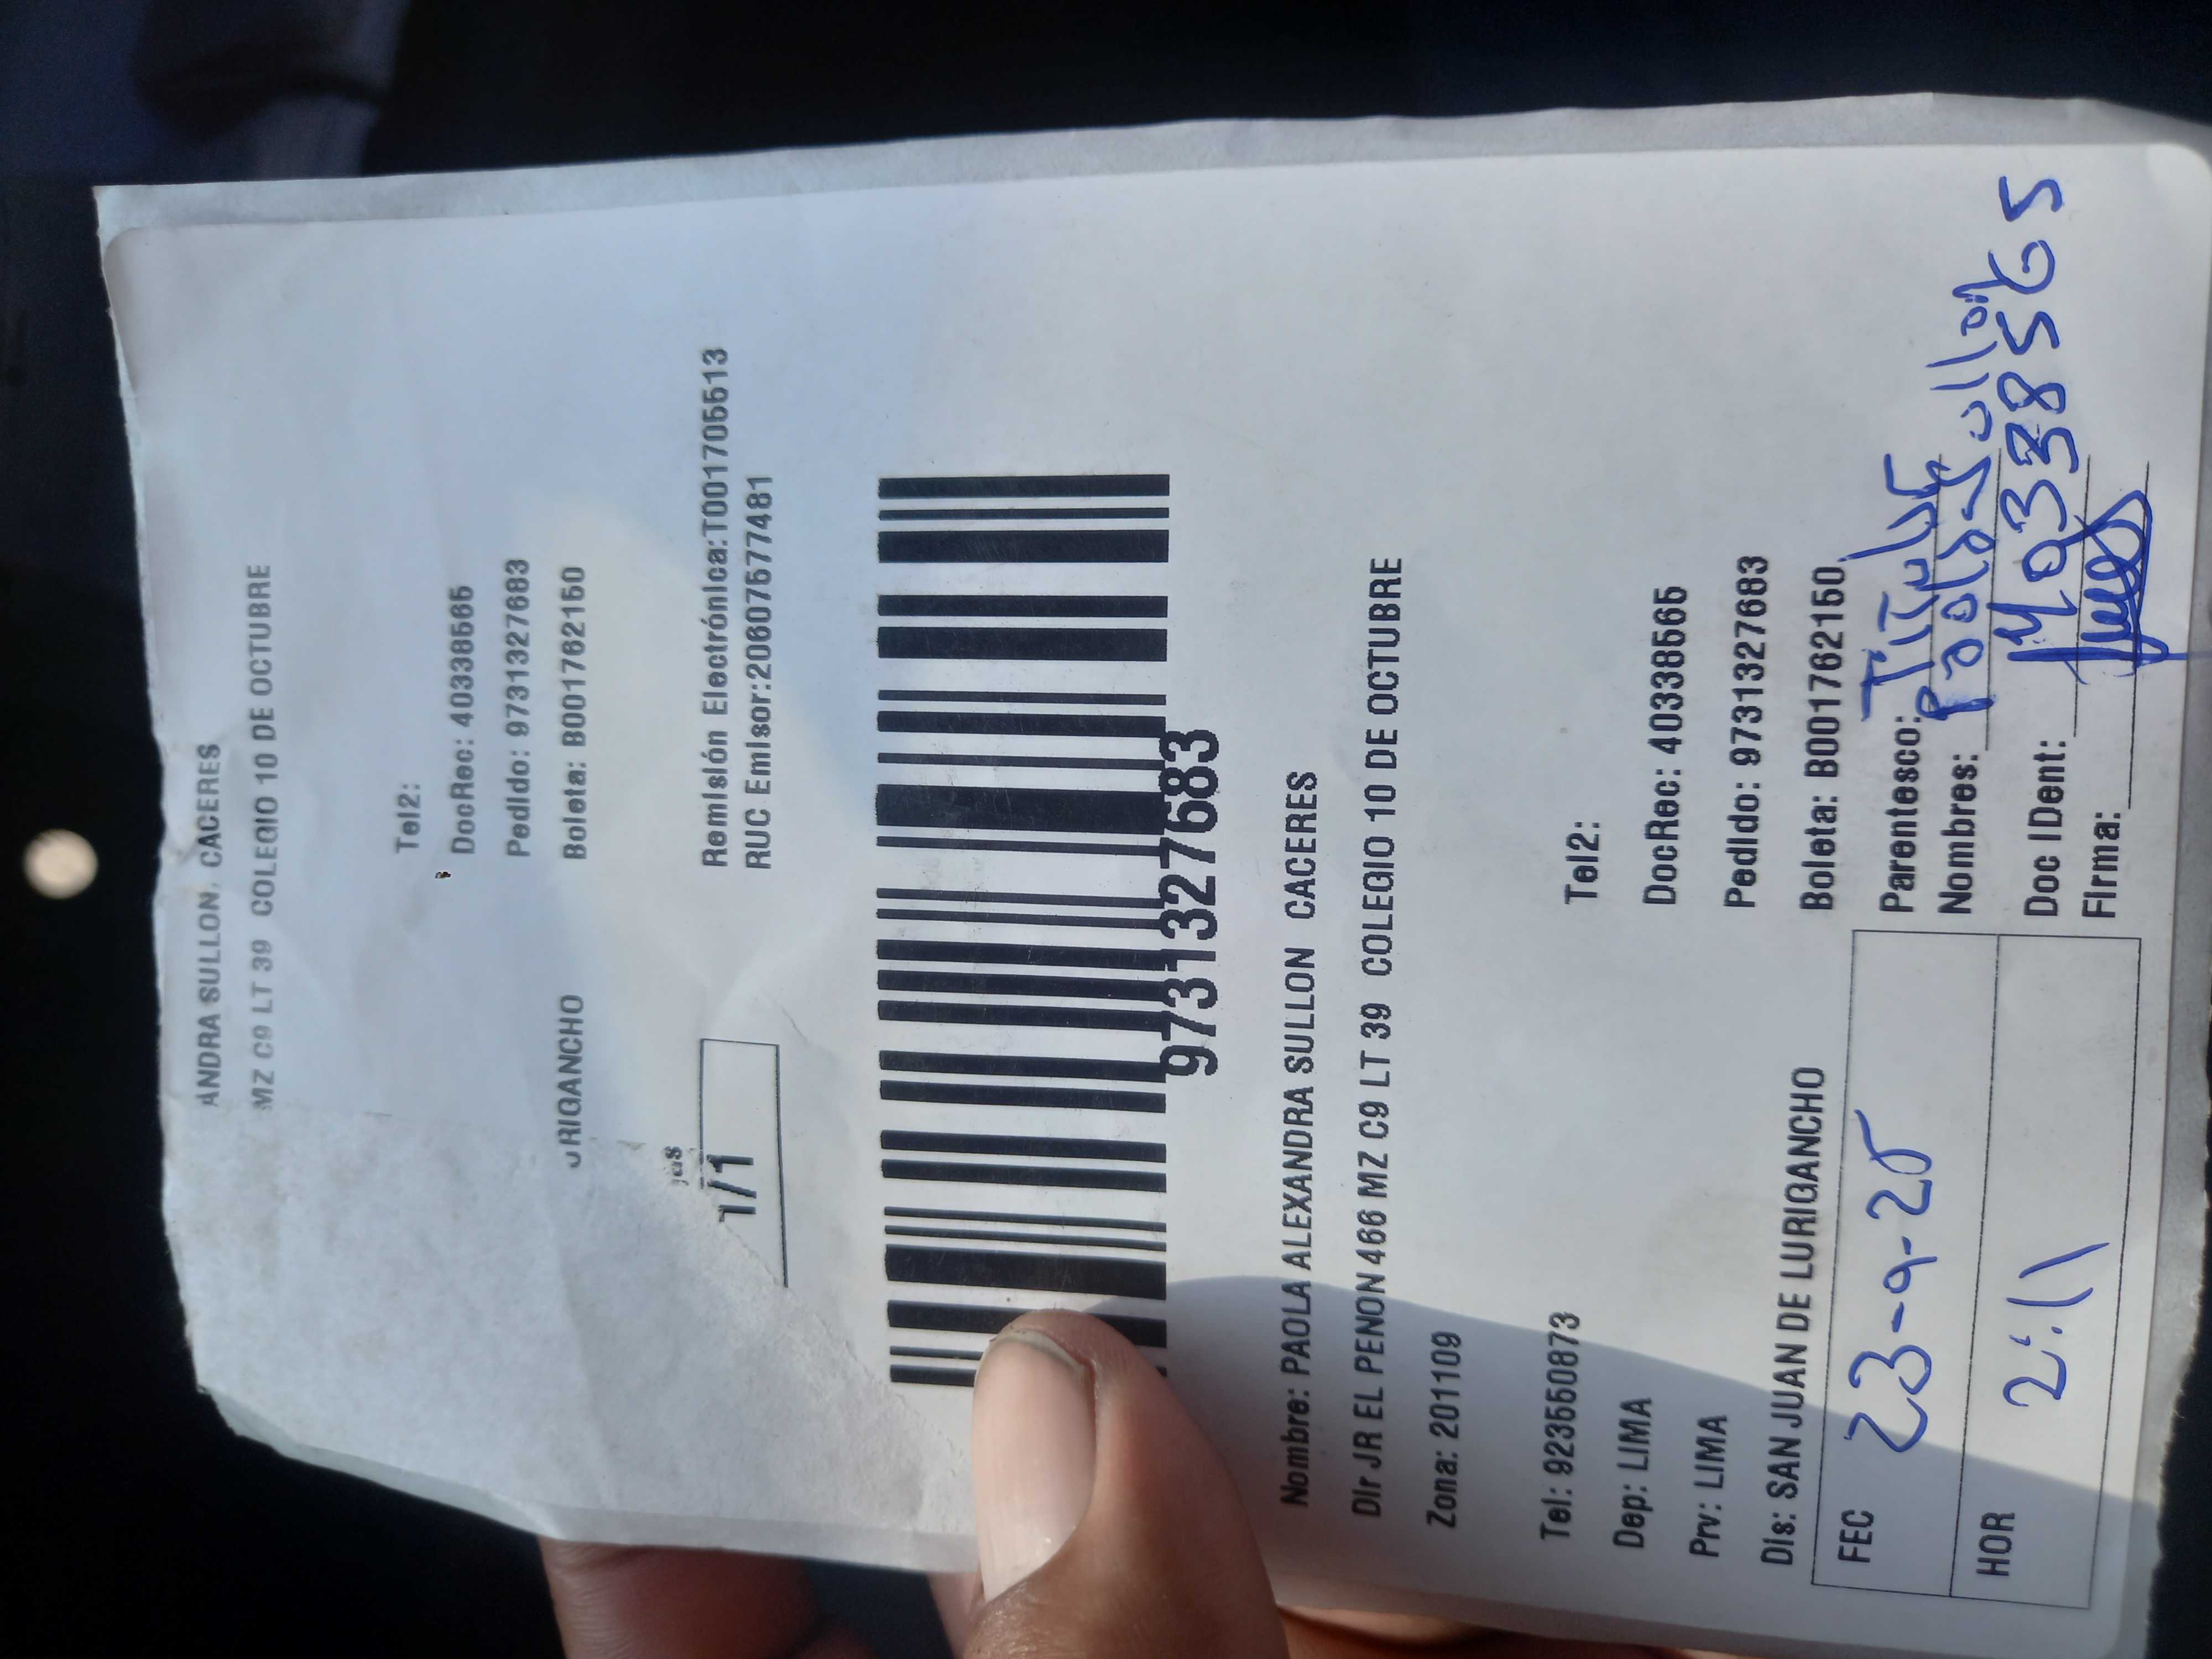 ANDRA SULLON, CACERES
MZ C9 LT 39 COLEGIO 10 DE OCTUBRE
Tel2:
DocRec: 40338565
Pedido: 9731327683
URIGANCHO Boleta: B001762150
1/1
Remisión Electrónica:T001705513
RUC Emisor:20607577481
9731327683
Nombre: PAOLA ALEXANDRA SULLON CACERES
Dir JR EL PENON 466 MZ C9 LT 39 COLEGIO 10 DE OCTUBRE
Zona: 201109
Tel: 923550873 Tel2:
Dep: LIMA DocRec: 40338565
Prv: LIMA Pedido: 9731327683
Dis: SAN JUAN DE LURIGANCHO Boleta: B001762150
FEC 23-9-25
HOR 2:11
Parentesco: Titular
Nombres: Paola Sullon
Doc IDent: 40338565
Firma: